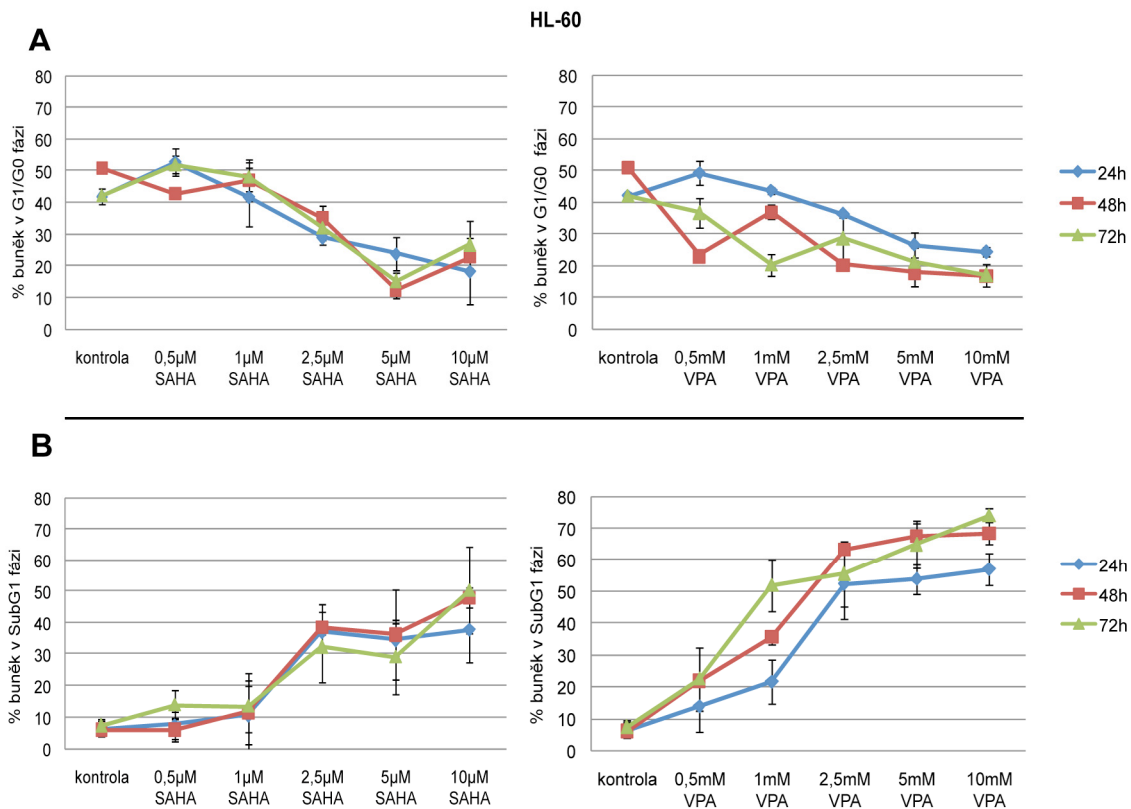 HL-60
A
% buněk v G1/G0 fázi
80
70
60
50
40
30
20
10
0
kontrola 0,5µM 1µM 2,5µM 5µM 10µM
SAHA SAHA SAHA SAHA SAHA
% buněk v G1/G0 fázi
80
70
60
50
40
30
20
10
0
kontrola 0,5mM 1mM 2,5mM 5mM 10mM
VPA VPA VPA VPA VPA
24h
48h
72h
B
% buněk v SubG1 fázi
80
70
60
50
40
30
20
10
0
kontrola 0,5µM 1µM 2,5µM 5µM 10µM
SAHA SAHA SAHA SAHA SAHA
% buněk v SubG1 fázi
80
70
60
50
40
30
20
10
0
kontrola 0,5mM 1mM 2,5mM 5mM 10mM
VPA VPA VPA VPA VPA
24h
48h
72h